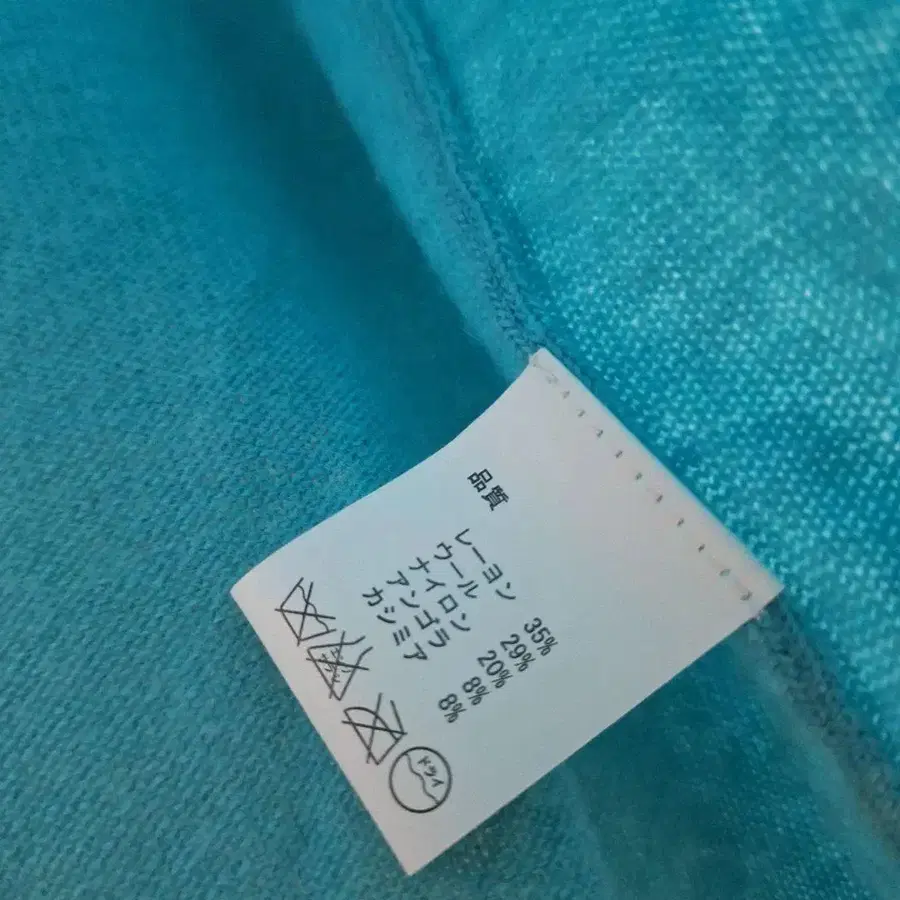 品質
レーヨン 35%
ウール 29%
ナイロン 20%
アンゴラ 8%
カシミア 8%
ドライ